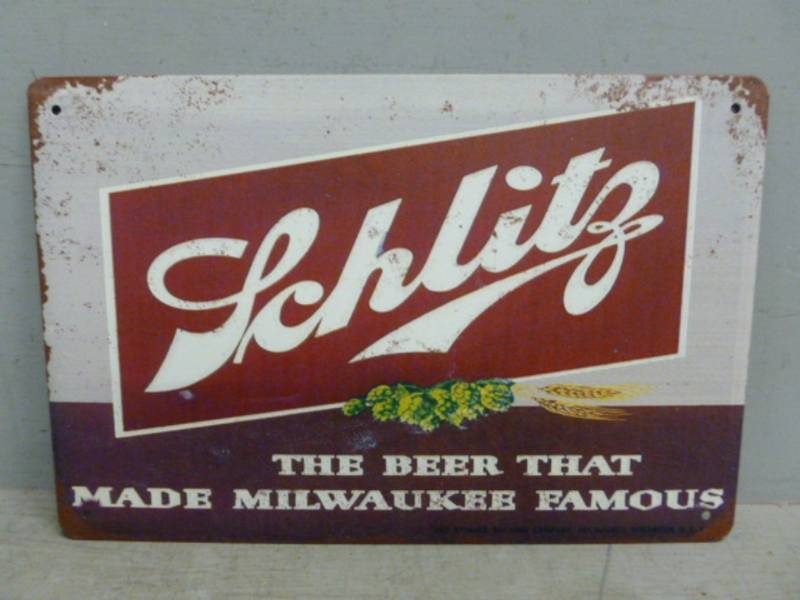 Schlitz
THE BEER THAT
MADE MILWAUKEE FAMOUS